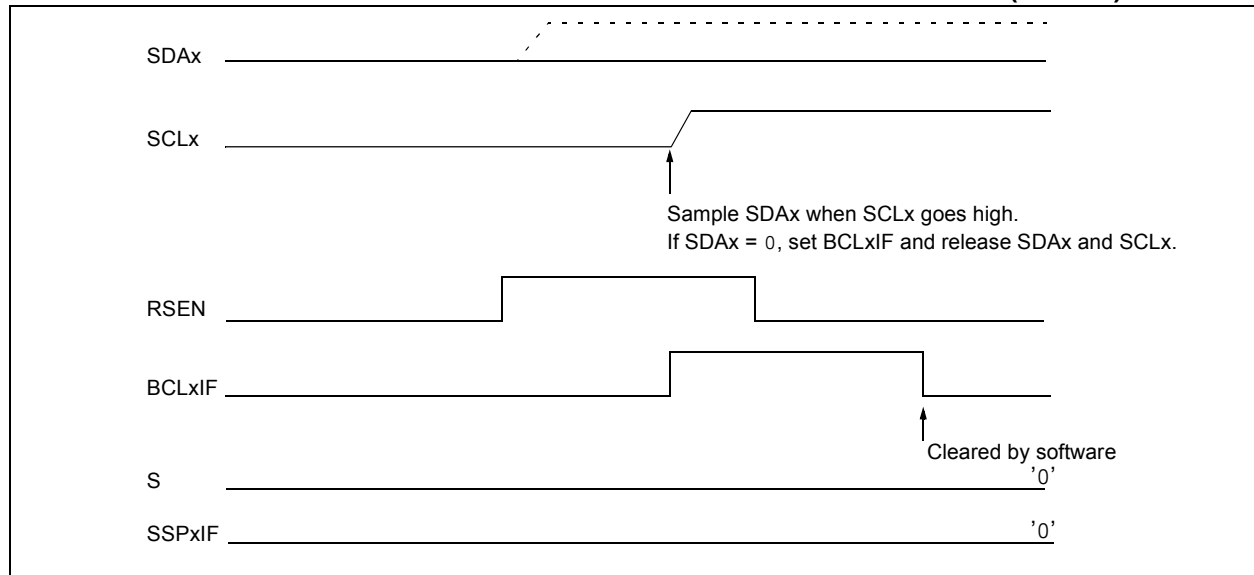 SDAx
SCLx
Sample SDAx when SCLx goes high.
If SDAx = 0, set BCLxIF and release SDAx and SCLx.
RSEN
BCLxIF
Cleared by software
S
'0'
SSPxIF
'0'